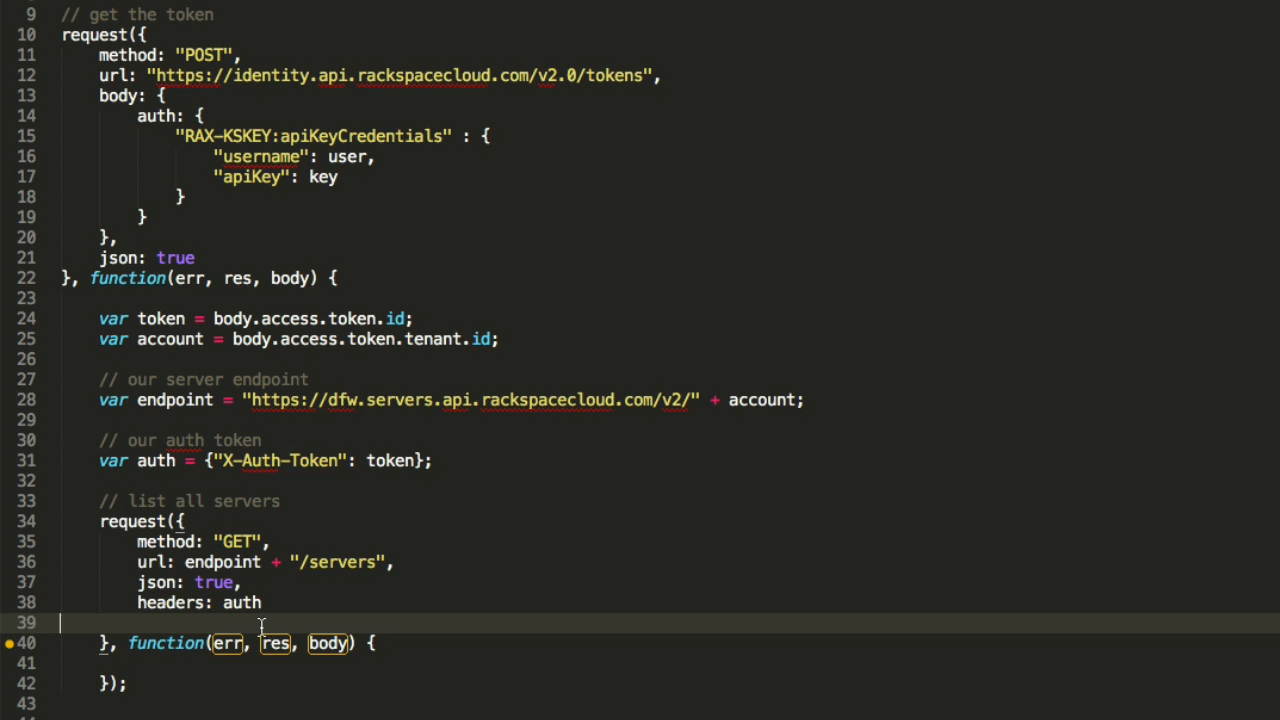 9 // get the token
10 request({
11     method: "POST",
12     url: "https://identity.api.rackspacecloud.com/v2.0/tokens",
13     body: {
14         auth: {
15             "RAX-KSKEY:apiKeyCredentials" : {
16                 "username": user,
17                 "apiKey": key
18             }
19         }
20     },
21     json: true
22 }, function(err, res, body) {
23
24     var token = body.access.token.id;
25     var account = body.access.token.tenant.id;
26
27     // our server endpoint
28     var endpoint = "https://dfw.servers.api.rackspacecloud.com/v2/" + account;
29
30     // our auth token
31     var auth = {"X-Auth-Token": token};
32
33     // list all servers
34     request({
35         method: "GET",
36         url: endpoint + "/servers",
37         json: true,
38         headers: auth
39
40     }, function(err, res, body) {
41
42     });
43